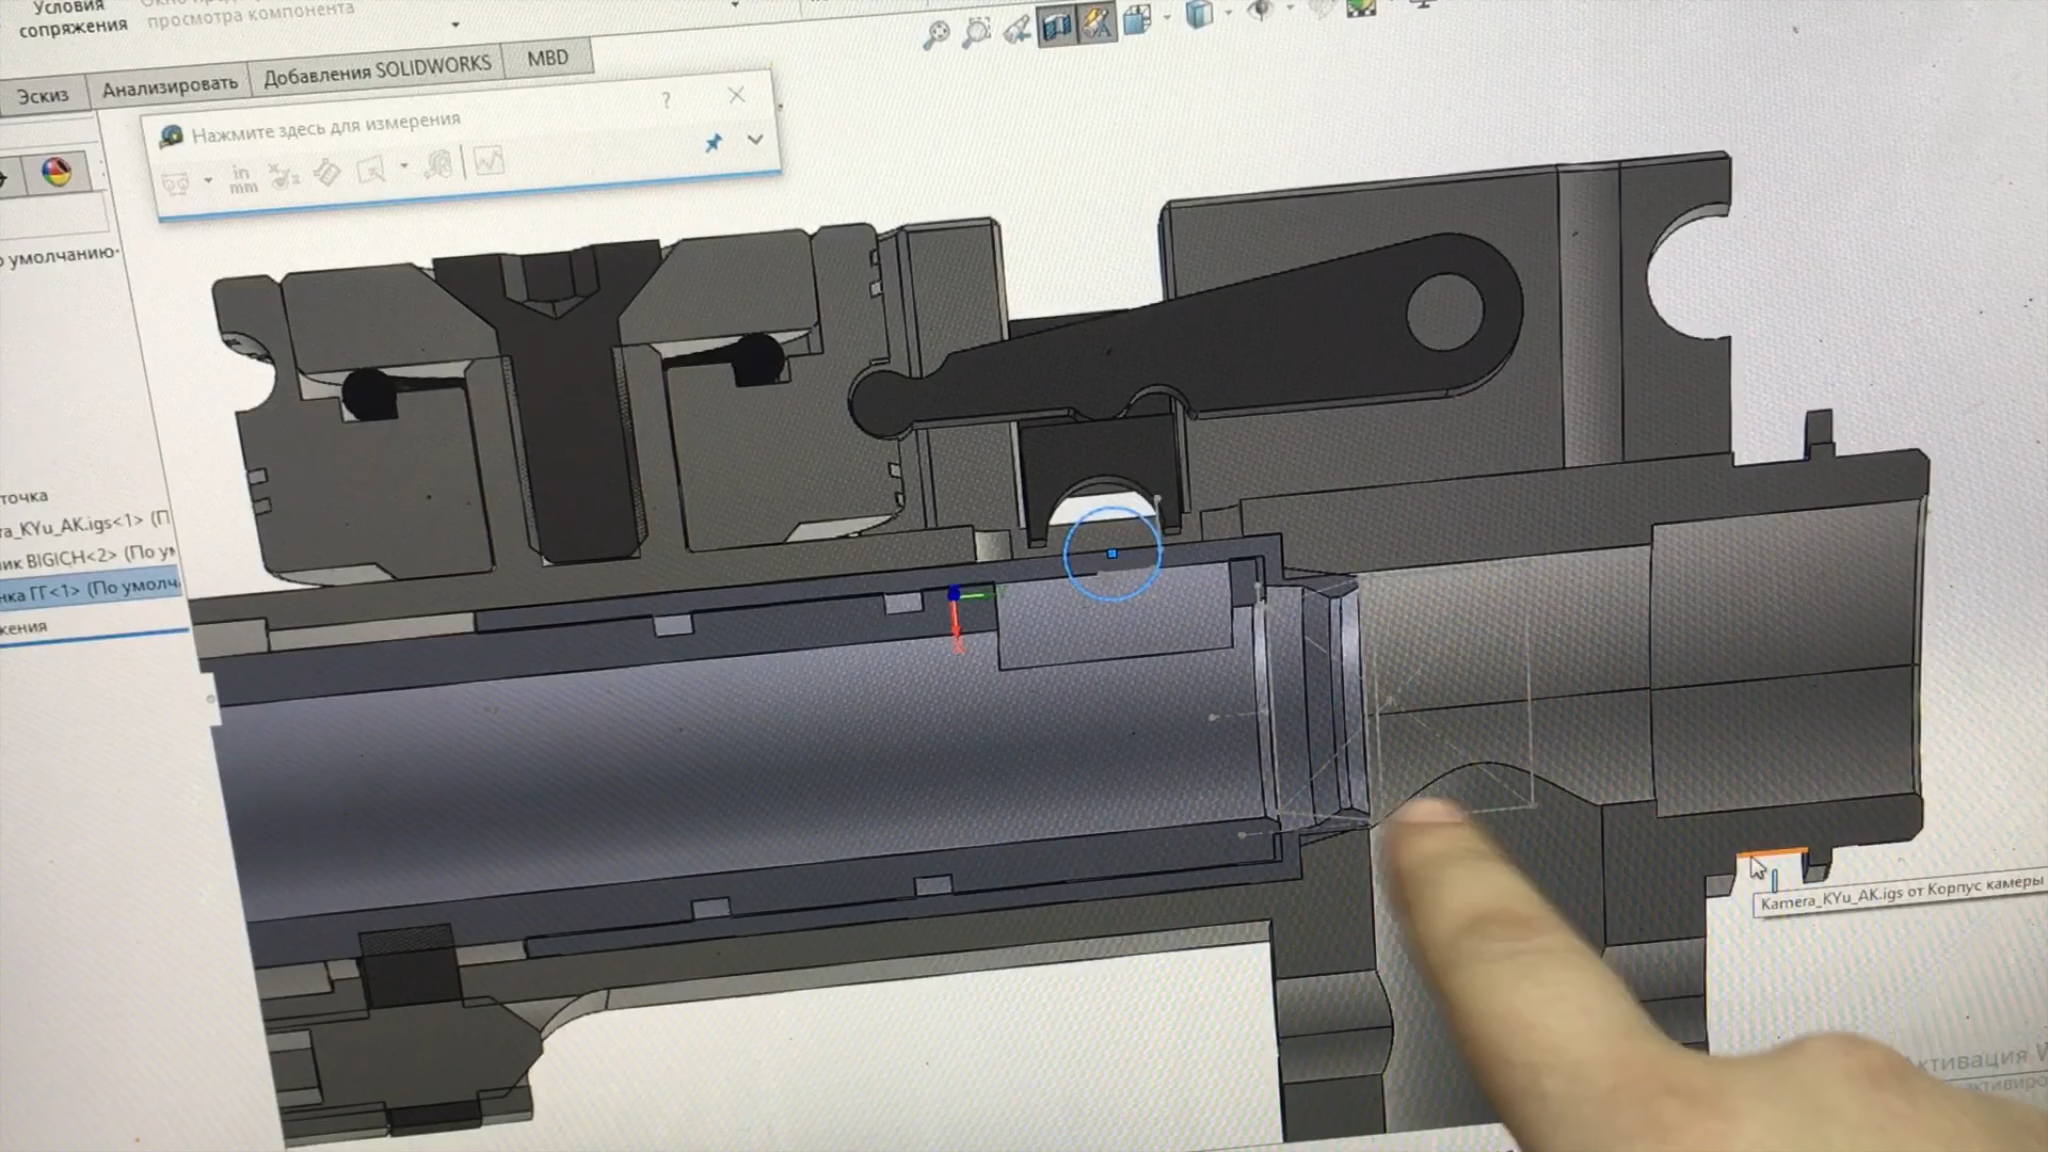 Условия
сопряжения
просмотра компонента
Эскиз
Анализировать
Добавления SOLIDWORKS
MBD
Нажмите здесь для измерения
?
in
mm
умолчанию
точка
ra_KYu_AK.igs<1> (П
ик BIGICH<2> (По у
нка ГГ<1> (По умолч
жения
X
Kamera_KYu_AK.igs от Корпус камеры
Активация W